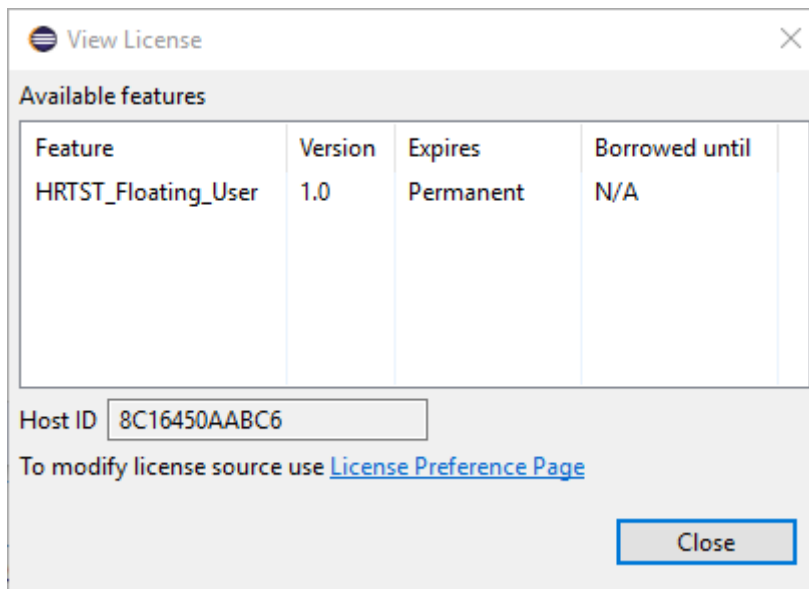 View License
Available features
Feature Version Expires Borrowed until
HRTST_Floating_User 1.0 Permanent N/A
Host ID 8C16450AABC6
To modify license source use License Preference Page
Close